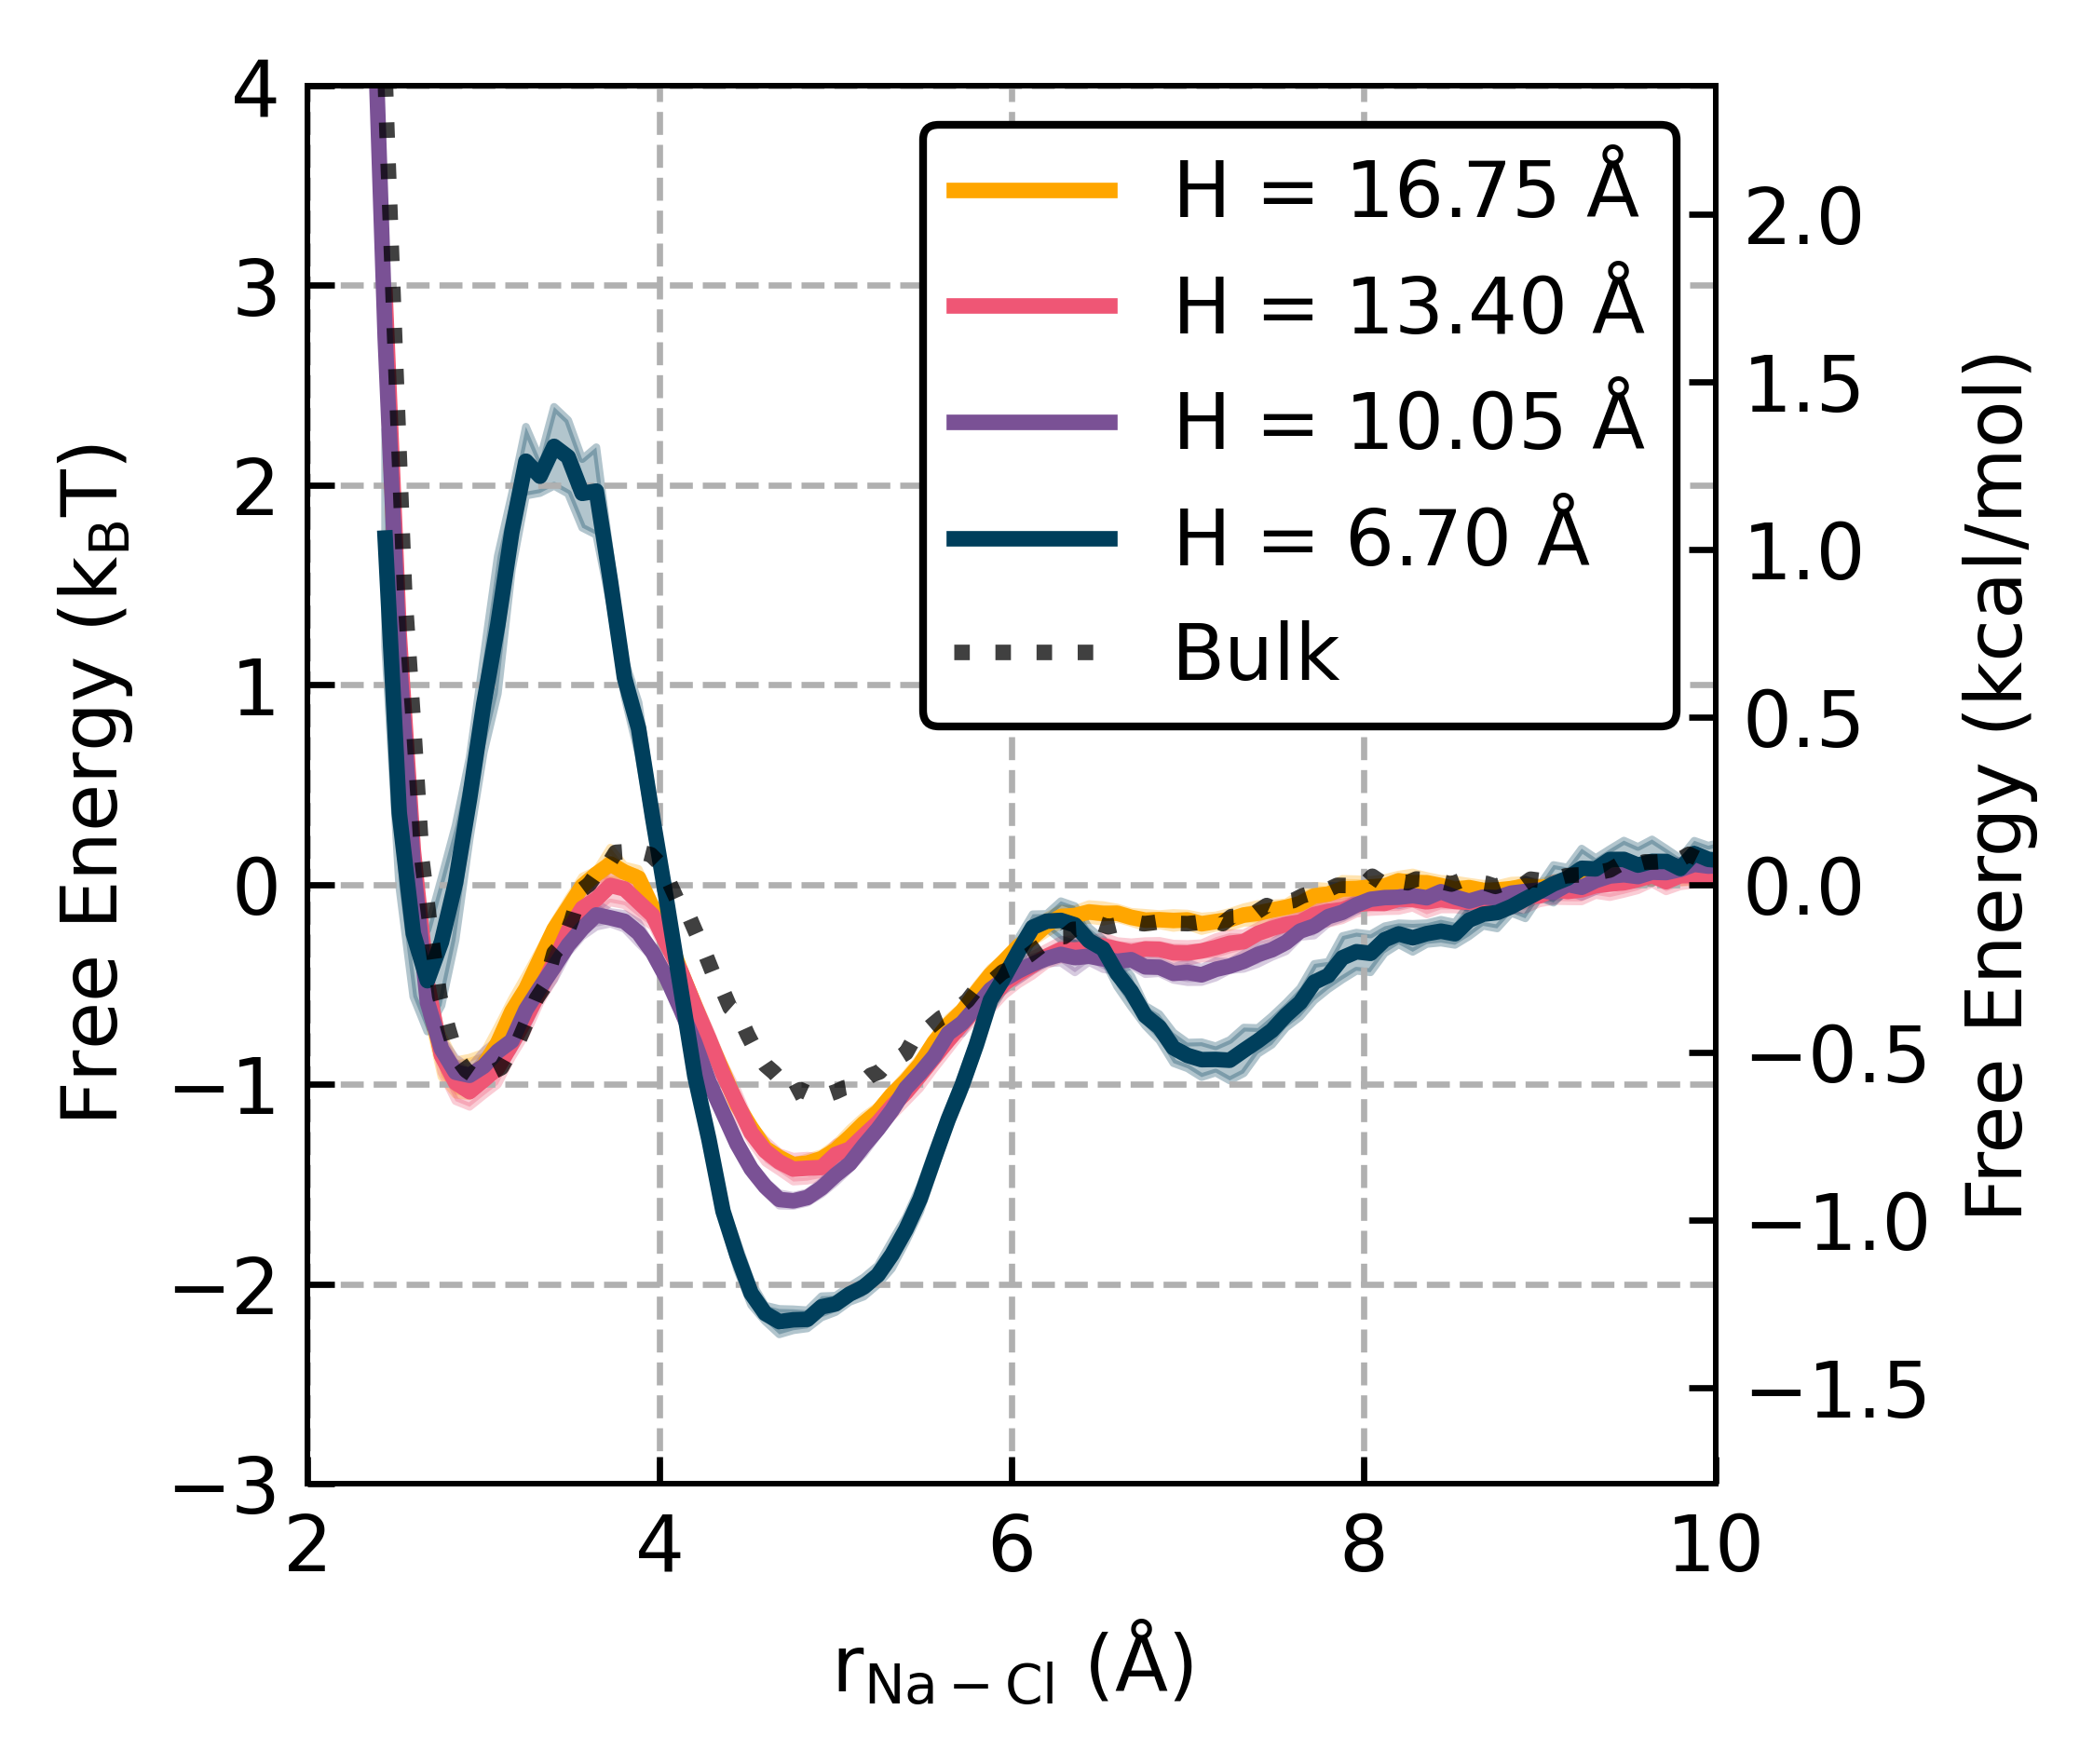 Free Energy (k_BT)
4
3
2
1
0
−1
−2
−3
H = 16.75 Å
H = 13.40 Å
H = 10.05 Å
H = 6.70 Å
Bulk
2.0
1.5
1.0
0.5
0.0
−0.5
−1.0
−1.5
Free Energy (kcal/mol)
2 4 6 8 10
r_Na − Cl (Å)